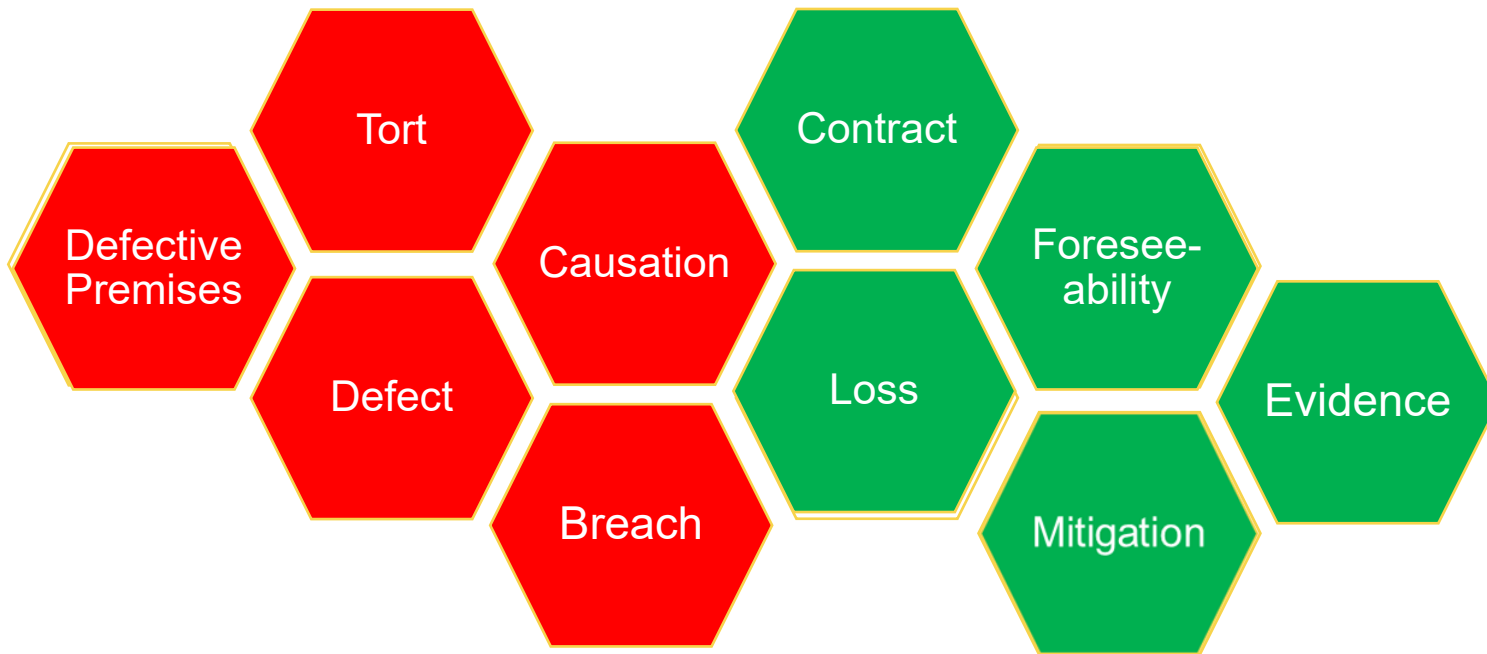 Tort
Contract
Defective
Premises
Causation
Foresee-
ability
Defect
Loss
Evidence
Breach
Mitigation